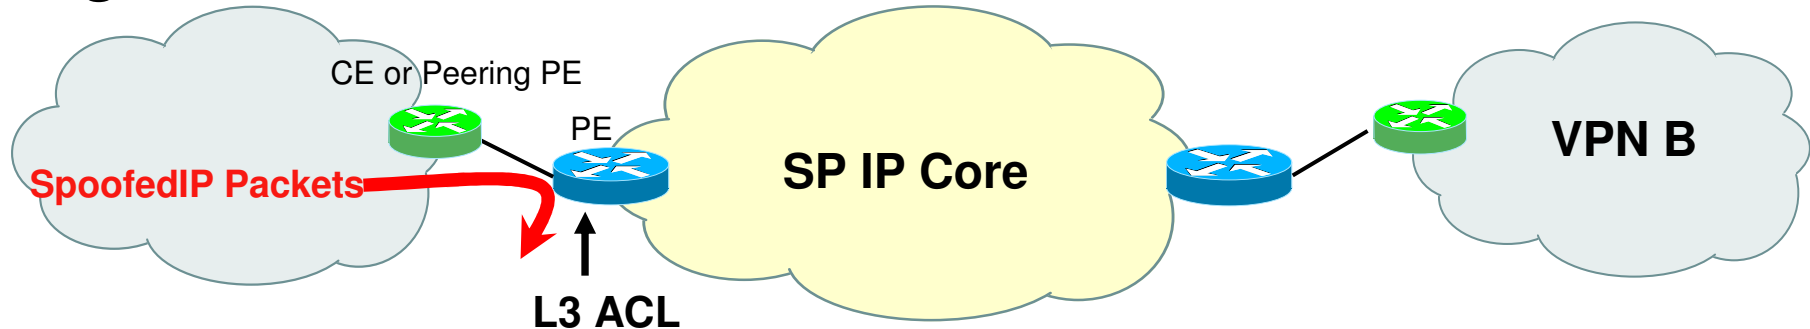 CE or Peering PE
PE
SpoofedIP Packets
SP IP Core
VPN B
L3 ACL